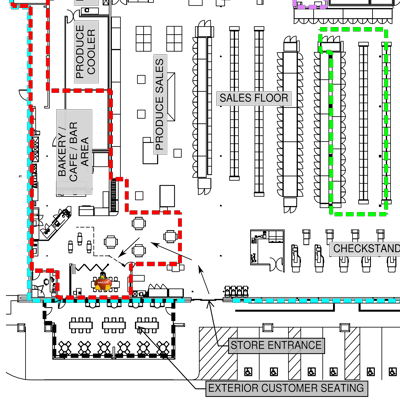 PRODUCE
COOLER
PRODUCE SALES
SALES FLOOR
BAKERY/
CAFE / BAR
AREA
CHECKSTAND
STORE ENTRANCE
EXTERIOR CUSTOMER SEATING